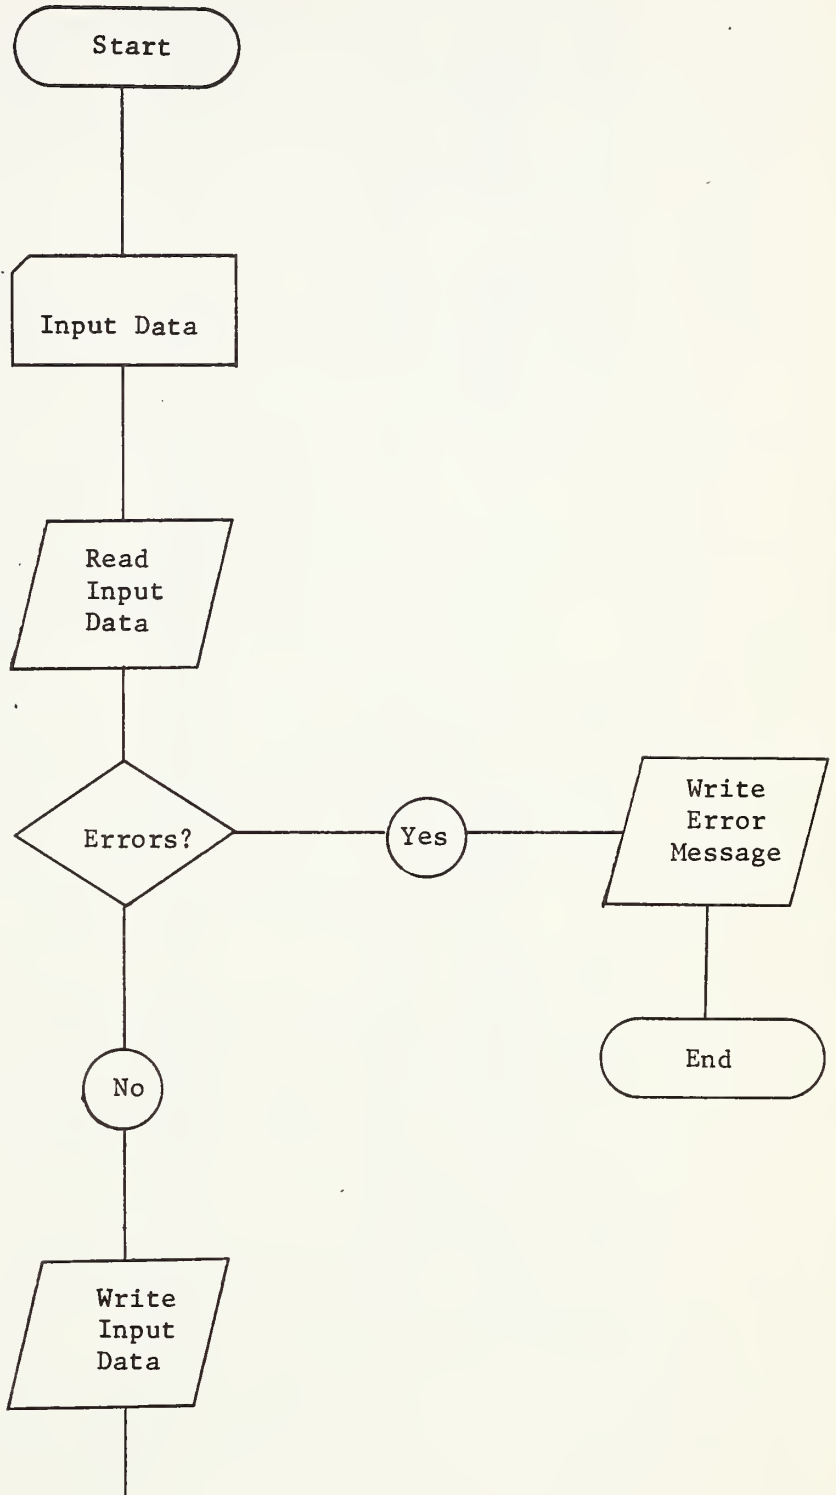 Start
Input Data
Read
Input
Data
Errors?
Yes
Write
Error
Message
End
No
Write
Input
Data